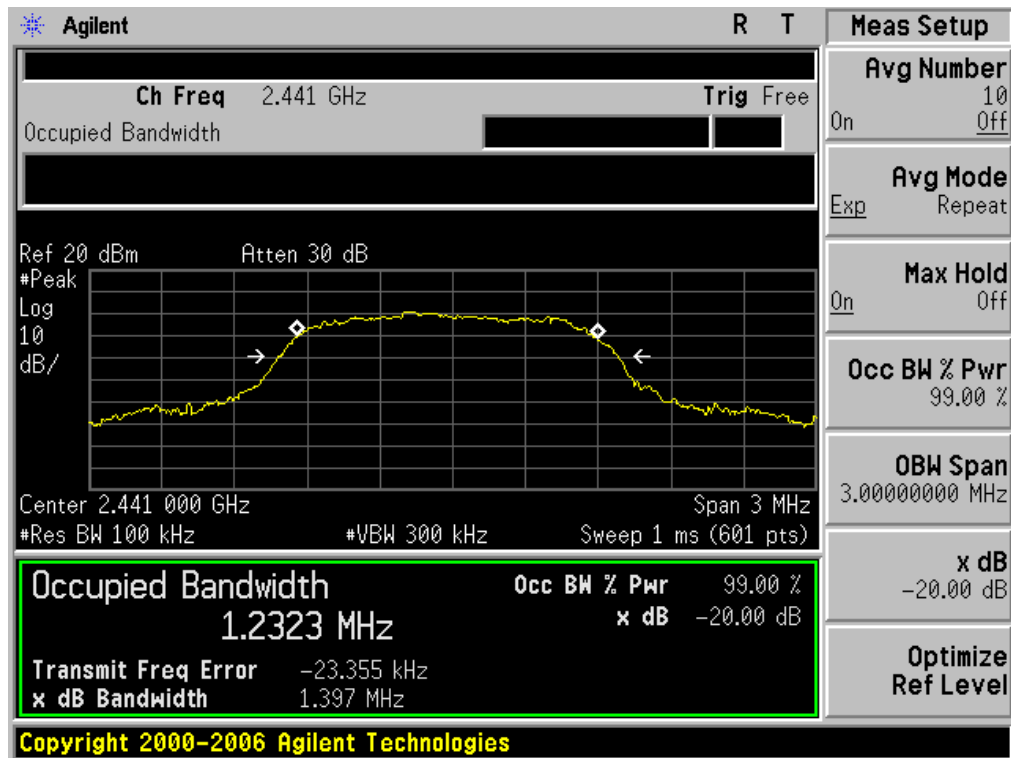 Agilent R T
Ch Freq 2.441 GHz Trig Free
Occupied Bandwidth
Ref 20 dBm Atten 30 dB
#Peak
Log
10
dB/
Center 2.441 000 GHz Span 3 MHz
#Res BW 100 kHz #VBW 300 kHz Sweep 1 ms (601 pts)
Occupied Bandwidth Occ BW % Pwr 99.00 %
1.2323 MHz x dB -20.00 dB
Transmit Freq Error -23.355 kHz
x dB Bandwidth 1.397 MHz
Copyright 2000-2006 Agilent Technologies
Meas Setup
Avg Number
10
On Off
Avg Mode
Exp Repeat
Max Hold
On Off
Occ BW % Pwr
99.00 %
OBW Span
3.00000000 MHz
x dB
-20.00 dB
Optimize
Ref Level